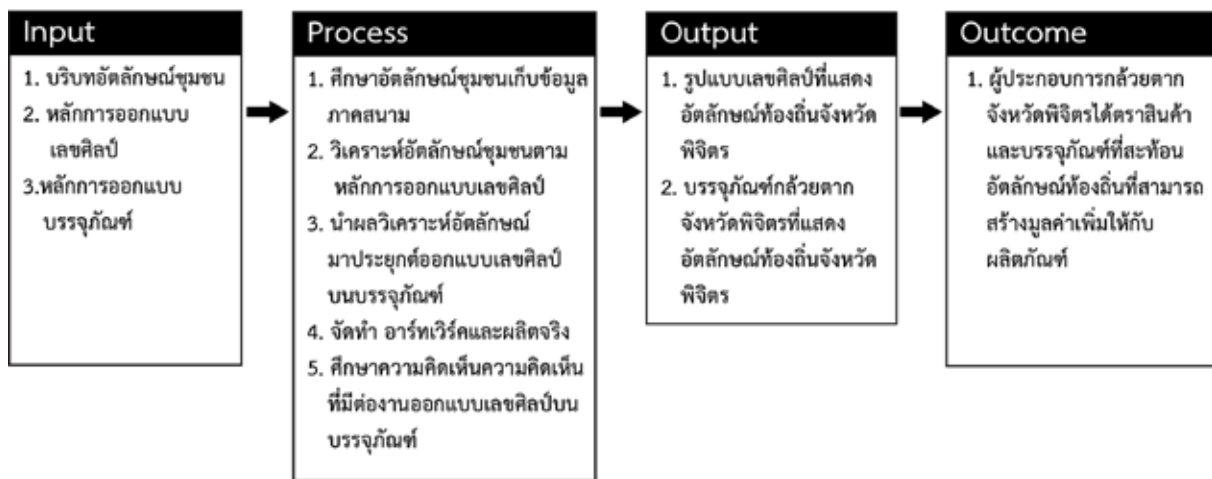 Input
1. บริบทอัตลักษณ์ชุมชน
2. หลักการออกแบบ
เลขศิลป์
3.หลักการออกแบบ
บรรจุภัณฑ์
Process
1. ศึกษาอัตลักษณ์ชุมชนเก็บข้อมูล
ภาคสนาม
2. วิเคราะห์อัตลักษณ์ชุมชนตาม
หลักการออกแบบเลขศิลป์
3. นำผลวิเคราะห์อัตลักษณ์
มาประยุกต์ออกแบบเลขศิลป์
บนบรรจุภัณฑ์
4. จัดทำ อาร์ทเวิร์คและผลิตจริง
5. ศึกษาความคิดเห็นความคิดเห็น
ที่มีต่องานออกแบบเลขศิลป์บน
บรรจุภัณฑ์
Output
1. รูปแบบเลขศิลป์ที่แสดง
อัตลักษณ์ท้องถิ่นจังหวัด
พิจิตร
2. บรรจุภัณฑ์กล้วยตาก
จังหวัดพิจิตรที่แสดง
อัตลักษณ์ท้องถิ่นจังหวัด
พิจิตร
Outcome
1. ผู้ประกอบการกล้วยตาก
จังหวัดพิจิตรได้ตราสินค้า
และบรรจุภัณฑ์ที่สะท้อน
อัตลักษณ์ท้องถิ่นที่สามารถ
สร้างมูลค่าเพิ่มให้กับ
ผลิตภัณฑ์